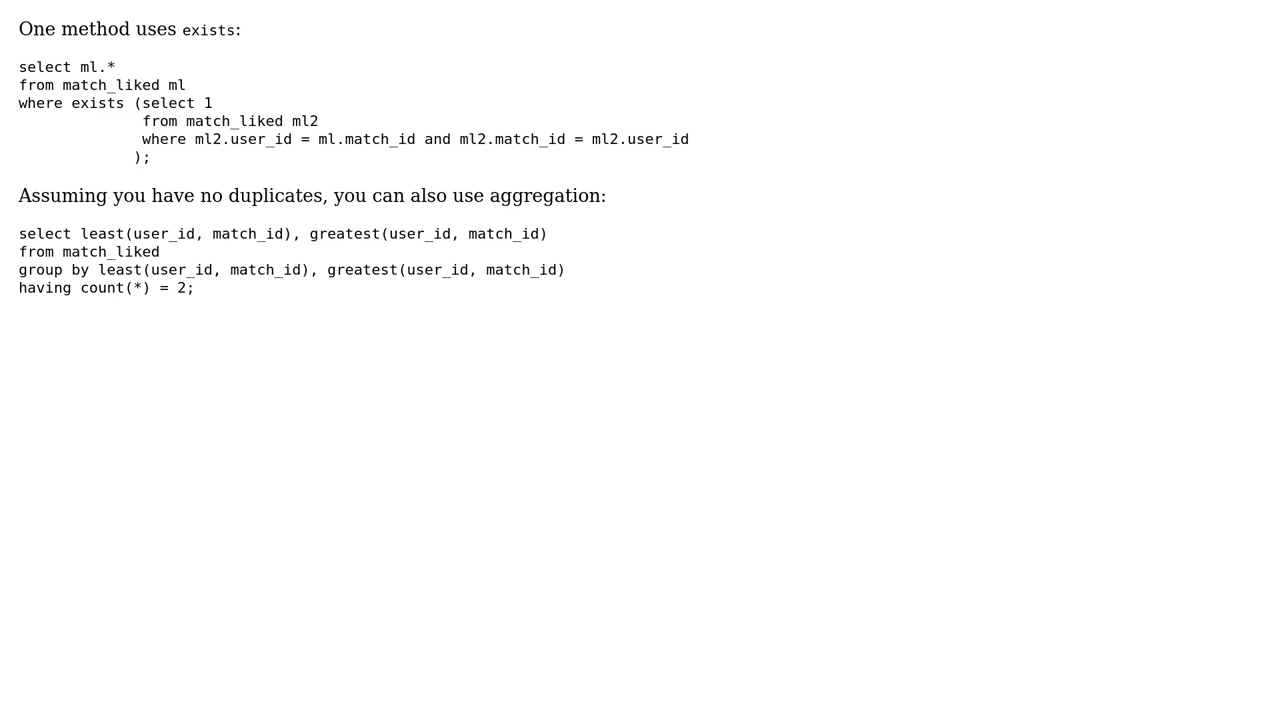 One method uses exists:
select ml.*
from match_liked ml
where exists (select 1
              from match_liked ml2
              where ml2.user_id = ml.match_id and ml2.match_id = ml2.user_id
             );
Assuming you have no duplicates, you can also use aggregation:
select least(user_id, match_id), greatest(user_id, match_id)
from match_liked
group by least(user_id, match_id), greatest(user_id, match_id)
having count(*) = 2;